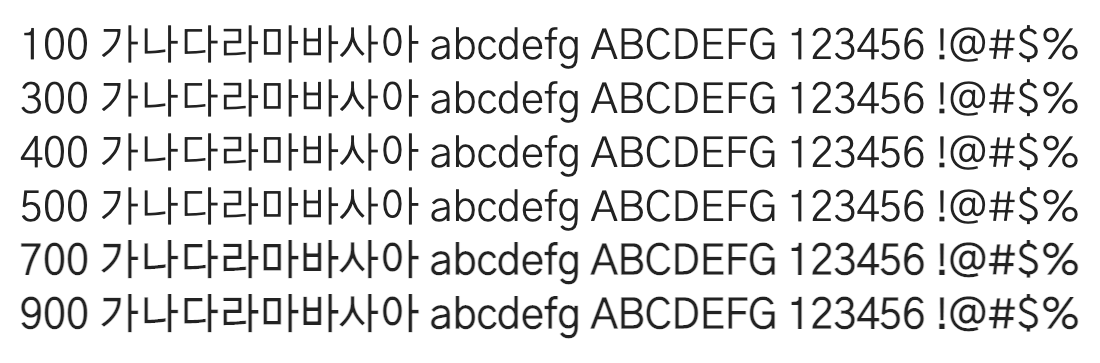 100 가나다라마바사아 abcdefg ABCDEFG 123456 !@#$%
300 가나다라마바사아 abcdefg ABCDEFG 123456 !@#$%
400 가나다라마바사아 abcdefg ABCDEFG 123456 !@#$%
500 가나다라마바사아 abcdefg ABCDEFG 123456 !@#$%
700 가나다라마바사아 abcdefg ABCDEFG 123456 !@#$%
900 가나다라마바사아 abcdefg ABCDEFG 123456 !@#$%